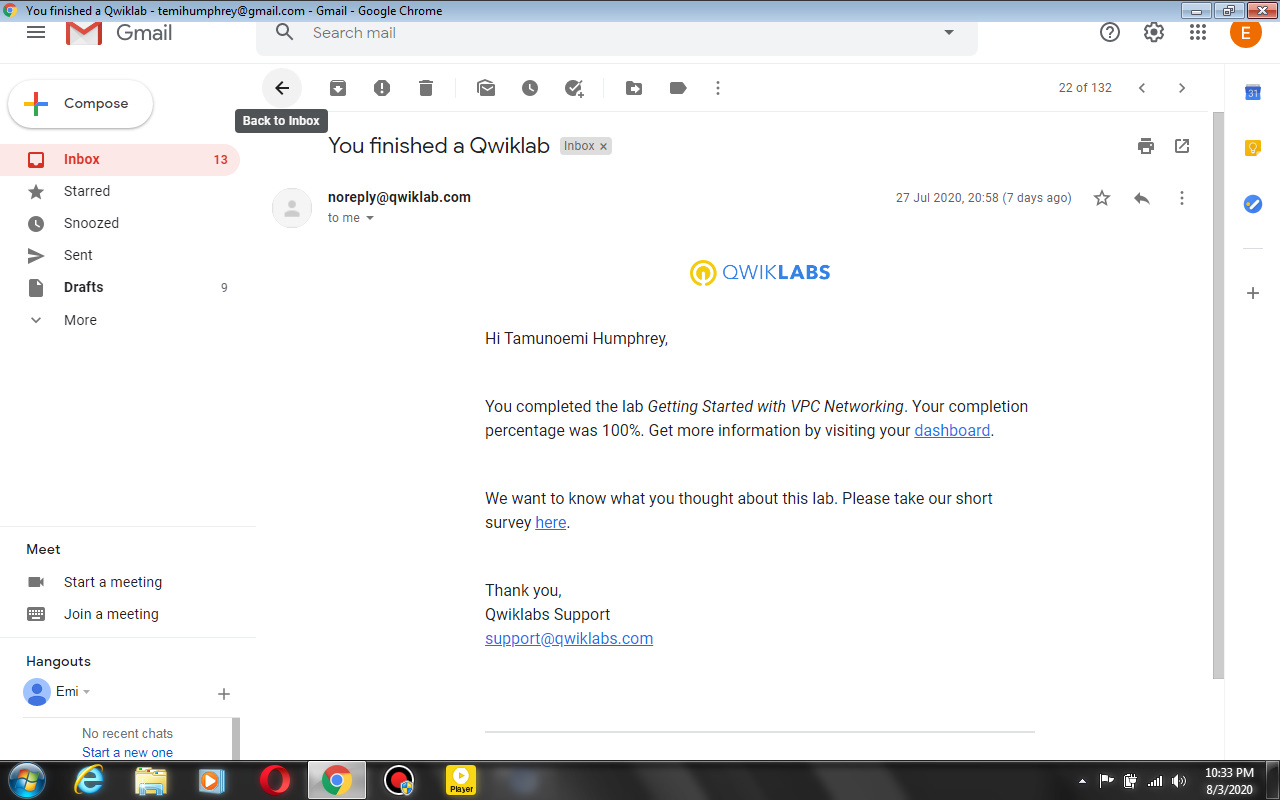 You finished a Qwiklab - temihumphrey@gmail.com - Gmail - Google Chrome
Gmail
Search mail
E
Compose
22 of 132
31
Back to Inbox
You finished a Qwiklab
Inbox ×
Inbox 13
Starred
Snoozed
Sent
Drafts 9
More
noreply@qwiklab.com
27 Jul 2020, 20:58 (7 days ago)
to me
QWIKLABS
Hi Tamunoemi Humphrey,
You completed the lab Getting Started with VPC Networking. Your completion
percentage was 100%. Get more information by visiting your dashboard.
We want to know what you thought about this lab. Please take our short
survey here.
Thank you,
Qwiklabs Support
support@qwiklabs.com
Meet
Start a meeting
Join a meeting
Hangouts
Emi
No recent chats
Start a new one
Player
10:33 PM
8/3/2020